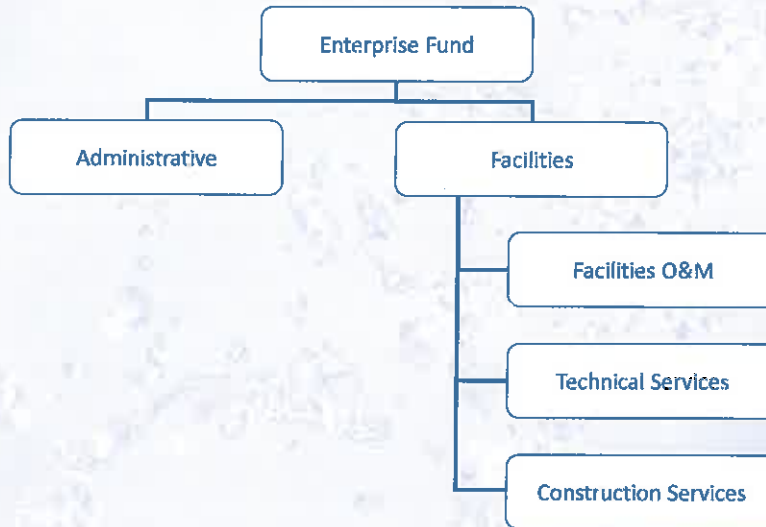 Enterprise Fund
Administrative
Facilities
Facilities O&M
Technical Services
Construction Services